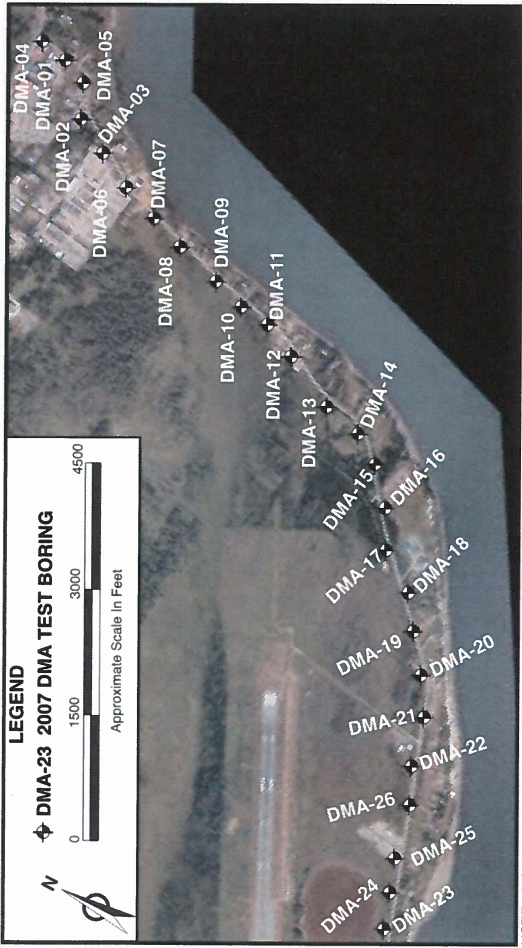 LEGEND
DMA-23 2007 DMA TEST BORING
0 1500 3000 4500
Approximate Scale In Feet
N
DMA-04
DMA-01
DMA-05
DMA-02
DMA-03
DMA-06
DMA-07
DMA-08
DMA-09
DMA-10
DMA-11
DMA-12
DMA-13
DMA-14
DMA-15
DMA-16
DMA-17
DMA-18
DMA-19
DMA-20
DMA-21
DMA-22
DMA-26
DMA-25
DMA-24
DMA-23